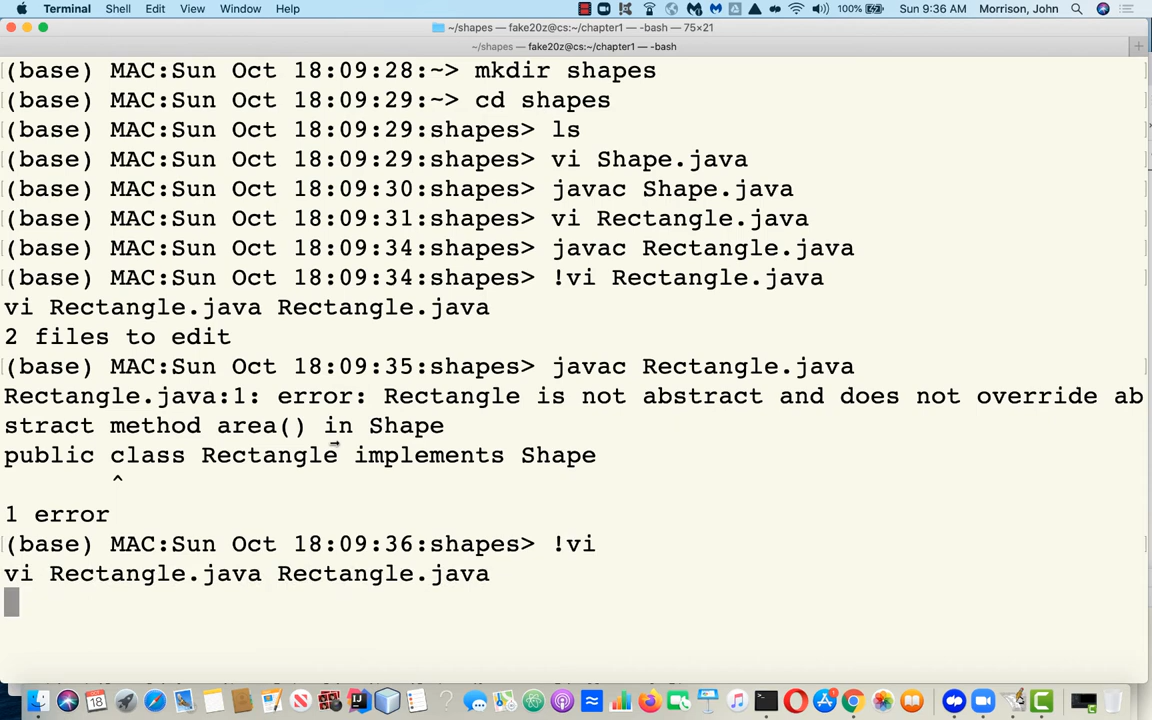 Terminal Shell Edit View Window Help 100% Sun 9:36 AM Morrison, John
~/shapes — fake20z@cs:~/chapter1 — -bash — 75×21
~/shapes — fake20z@cs:~/chapter1 — -bash
(base) MAC:Sun Oct 18:09:28:~> mkdir shapes
(base) MAC:Sun Oct 18:09:29:~> cd shapes
(base) MAC:Sun Oct 18:09:29:shapes> ls
(base) MAC:Sun Oct 18:09:29:shapes> vi Shape.java
(base) MAC:Sun Oct 18:09:30:shapes> javac Shape.java
(base) MAC:Sun Oct 18:09:31:shapes> vi Rectangle.java
(base) MAC:Sun Oct 18:09:34:shapes> javac Rectangle.java
(base) MAC:Sun Oct 18:09:34:shapes> !vi Rectangle.java
vi Rectangle.java Rectangle.java
2 files to edit
(base) MAC:Sun Oct 18:09:35:shapes> javac Rectangle.java
Rectangle.java:1: error: Rectangle is not abstract and does not override ab
stract method area() in Shape
public class Rectangle implements Shape
^
1 error
(base) MAC:Sun Oct 18:09:36:shapes> !vi
vi Rectangle.java Rectangle.java
18